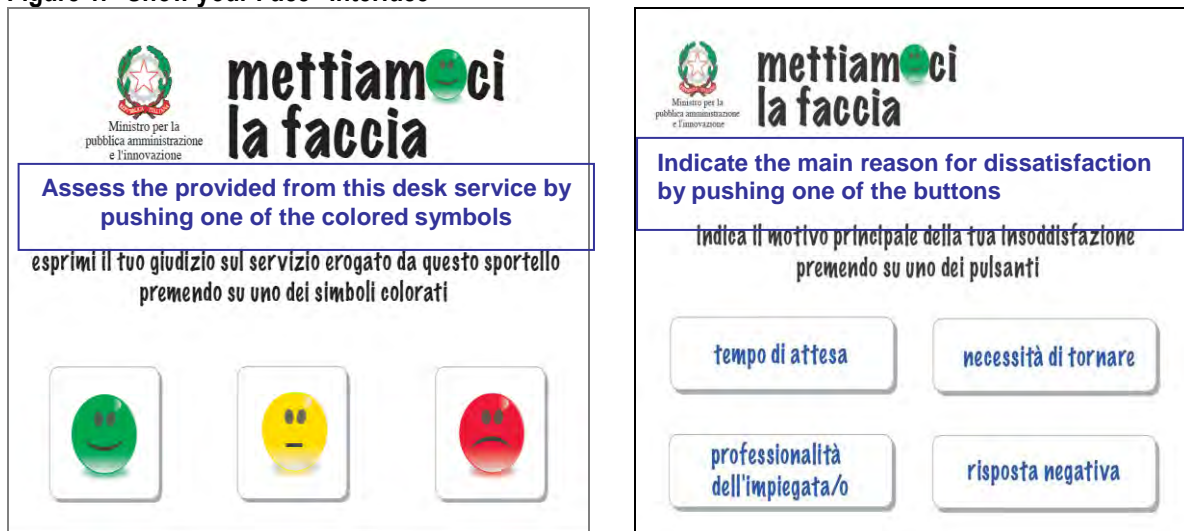 Figure 1. "Show your Face" interface
mettiamoci
la faccia
Ministro per la
pubblica amministrazione
e l'innovazione
Assess the provided from this desk service by
pushing one of the colored symbols
esprimi il tuo giudizio sul servizio erogato da questo sportello
premendo su uno dei simboli colorati
mettiamoci
la faccia
Ministro per la
pubblica amministrazione
e l'innovazione
Indicate the main reason for dissatisfaction
by pushing one of the buttons
indica il motivo principale della tua insoddisfazione
premendo su uno dei pulsanti
tempo di attesa
necessità di tornare
professionalità
dell'impiegata/o
risposta negativa